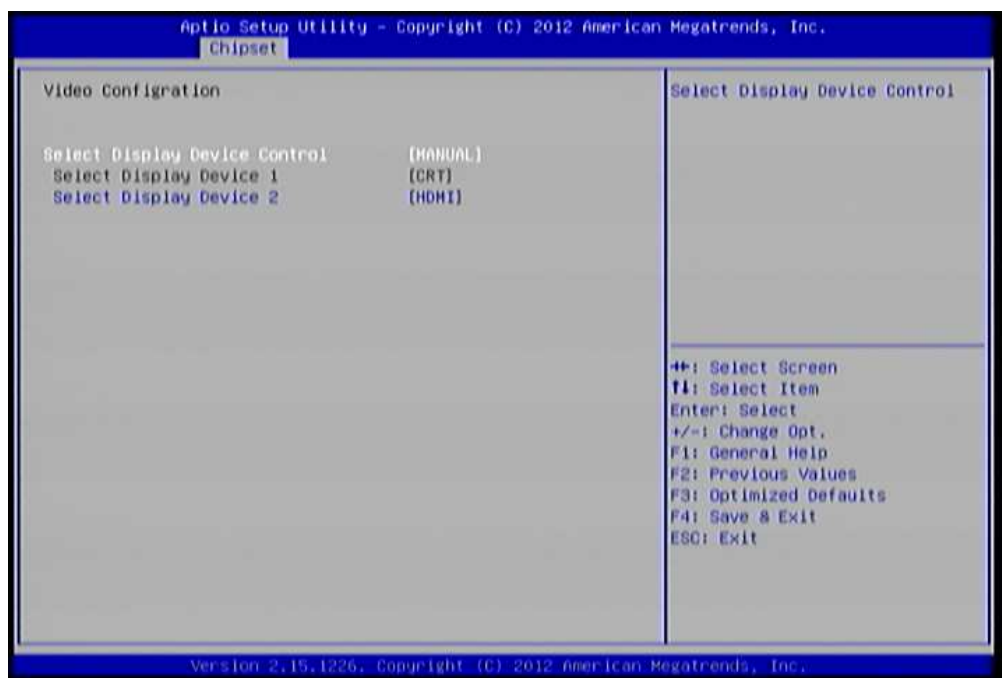 Aptio Setup Utility - Copyright (C) 2012 American Megatrends, Inc.
Chipset
Video Configration
Select Display Device Control [MANUAL]
Select Display Device 1 [CRT]
Select Display Device 2 [HDMI]
Select Display Device Control
→←: Select Screen
↑↓: Select Item
Enter: Select
+/-: Change Opt.
F1: General Help
F2: Previous Values
F3: Optimized Defaults
F4: Save & Exit
ESC: Exit
Version 2.15.1226. Copyright (C) 2012 American Megatrends, Inc.